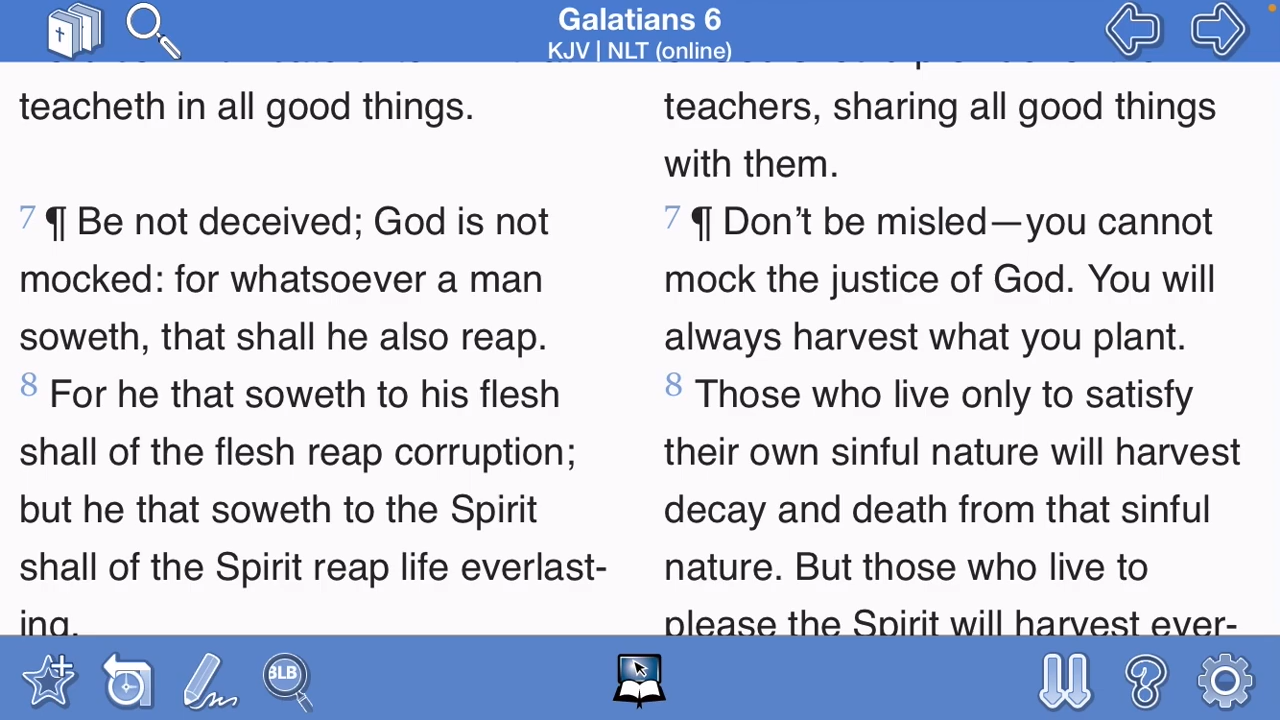 Galatians 6
KJV | NLT (online)
teacheth in all good things.
7 ¶ Be not deceived; God is not
mocked: for whatsoever a man
soweth, that shall he also reap.
8 For he that soweth to his flesh
shall of the flesh reap corruption;
but he that soweth to the Spirit
shall of the Spirit reap life everlast-
ing.
teachers, sharing all good things
with them.
7 ¶ Don’t be misled—you cannot
mock the justice of God. You will
always harvest what you plant.
8 Those who live only to satisfy
their own sinful nature will harvest
decay and death from that sinful
nature. But those who live to
please the Spirit will harvest ever-
BLB